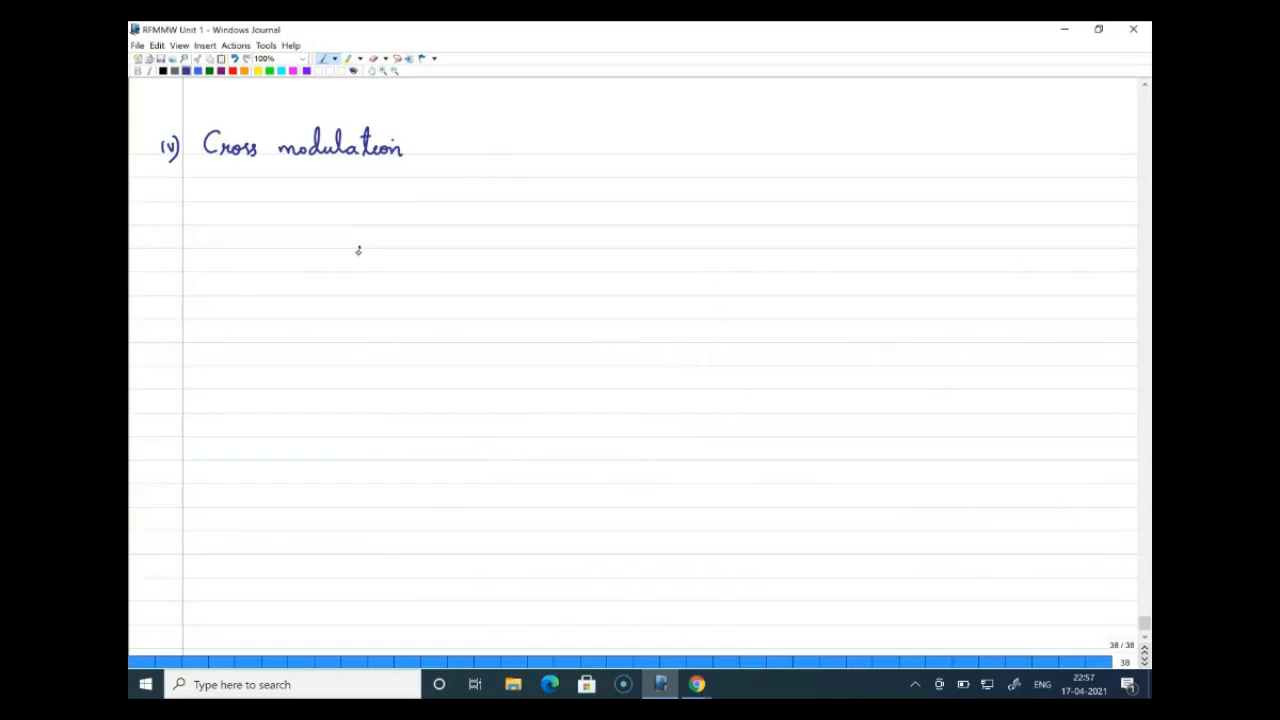 RFMMW Unit 1 - Windows Journal
File Edit View Insert Actions Tools Help
100%
B I
(v) Cross modulation
38 / 38
38
Type here to search
ENG
22:57
17-04-2021
1